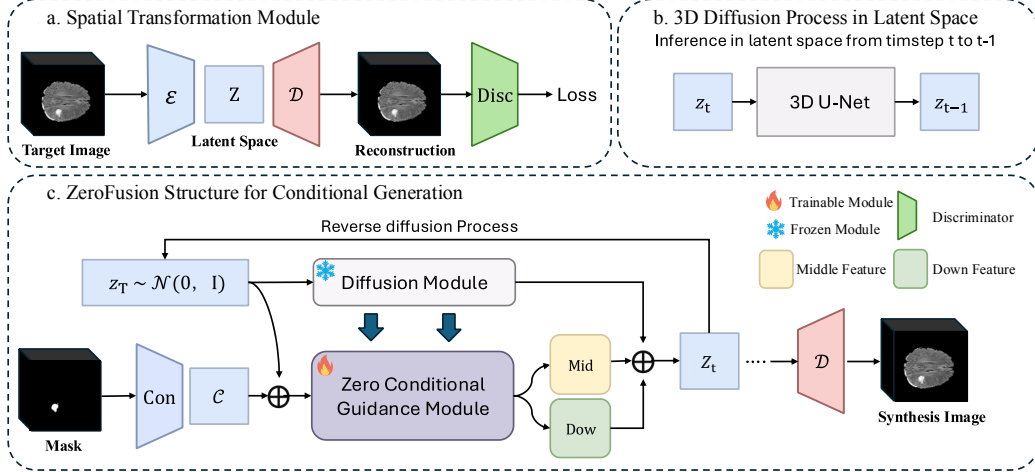 a. Spatial Transformation Module
ℰ
Z
𝒟
Disc
Loss
Target Image
Latent Space
Reconstruction
b. 3D Diffusion Process in Latent Space
Inference in latent space from timstep t to t-1
z_t
3D U-Net
z_{t−1}
c. ZeroFusion Structure for Conditional Generation
Trainable Module
Frozen Module
Discriminator
Middle Feature
Down Feature
Reverse diffusion Process
z_T ~ 𝒩(0, I)
Diffusion Module
Mask
Con
𝒞
Zero Conditional
Guidance Module
Mid
Dow
Z_t
....
𝒟
Synthesis Image